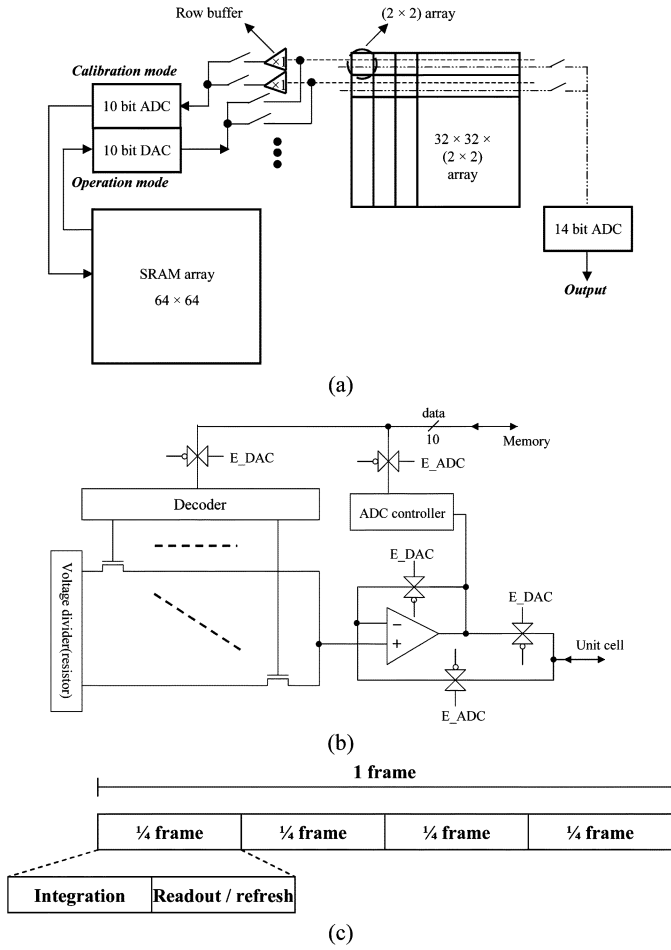 Row buffer
(2 × 2) array
Calibration mode
×1
×1
10 bit ADC
10 bit DAC
Operation mode
32 × 32 ×
(2 × 2)
array
14 bit ADC
Output
SRAM array
64 × 64
(a)
data
10
Memory
E_DAC
E_ADC
Decoder
ADC controller
Voltage divider(resistor)
E_DAC
E_DAC
−
+
Unit cell
E_ADC
(b)
1 frame
¼ frame
¼ frame
¼ frame
¼ frame
Integration
Readout / refresh
(c)